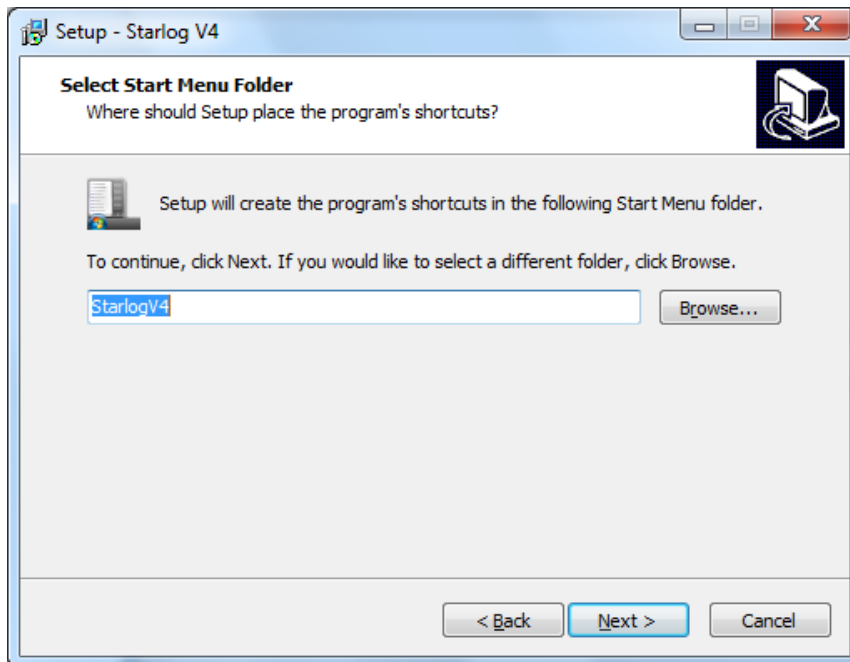 Setup - Starlog V4
Select Start Menu Folder
Where should Setup place the program's shortcuts?
Setup will create the program's shortcuts in the following Start Menu folder.
To continue, click Next. If you would like to select a different folder, click Browse.
StarlogV4
Browse...
< Back
Next >
Cancel